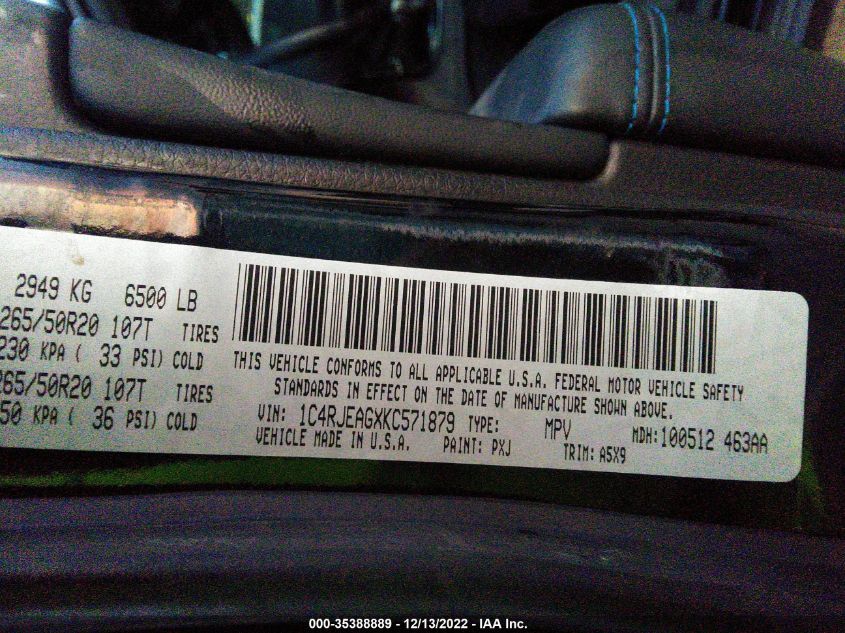 2949 KG 6500 LB
265/50R20 107T TIRES
230 KPA ( 33 PSI) COLD
265/50R20 107T TIRES
50 KPA ( 36 PSI) COLD
THIS VEHICLE CONFORMS TO ALL APPLICABLE U.S.A. FEDERAL MOTOR VEHICLE SAFETY
STANDARDS IN EFFECT ON THE DATE OF MANUFACTURE SHOWN ABOVE.
VIN: 1C4RJEAGXKC571879 TYPE: MPV MDH: 100512 463AA
VEHICLE MADE IN U.S.A. PAINT: PXJ TRIM: A5X9
000-35388889 - 12/13/2022 - IAA Inc.